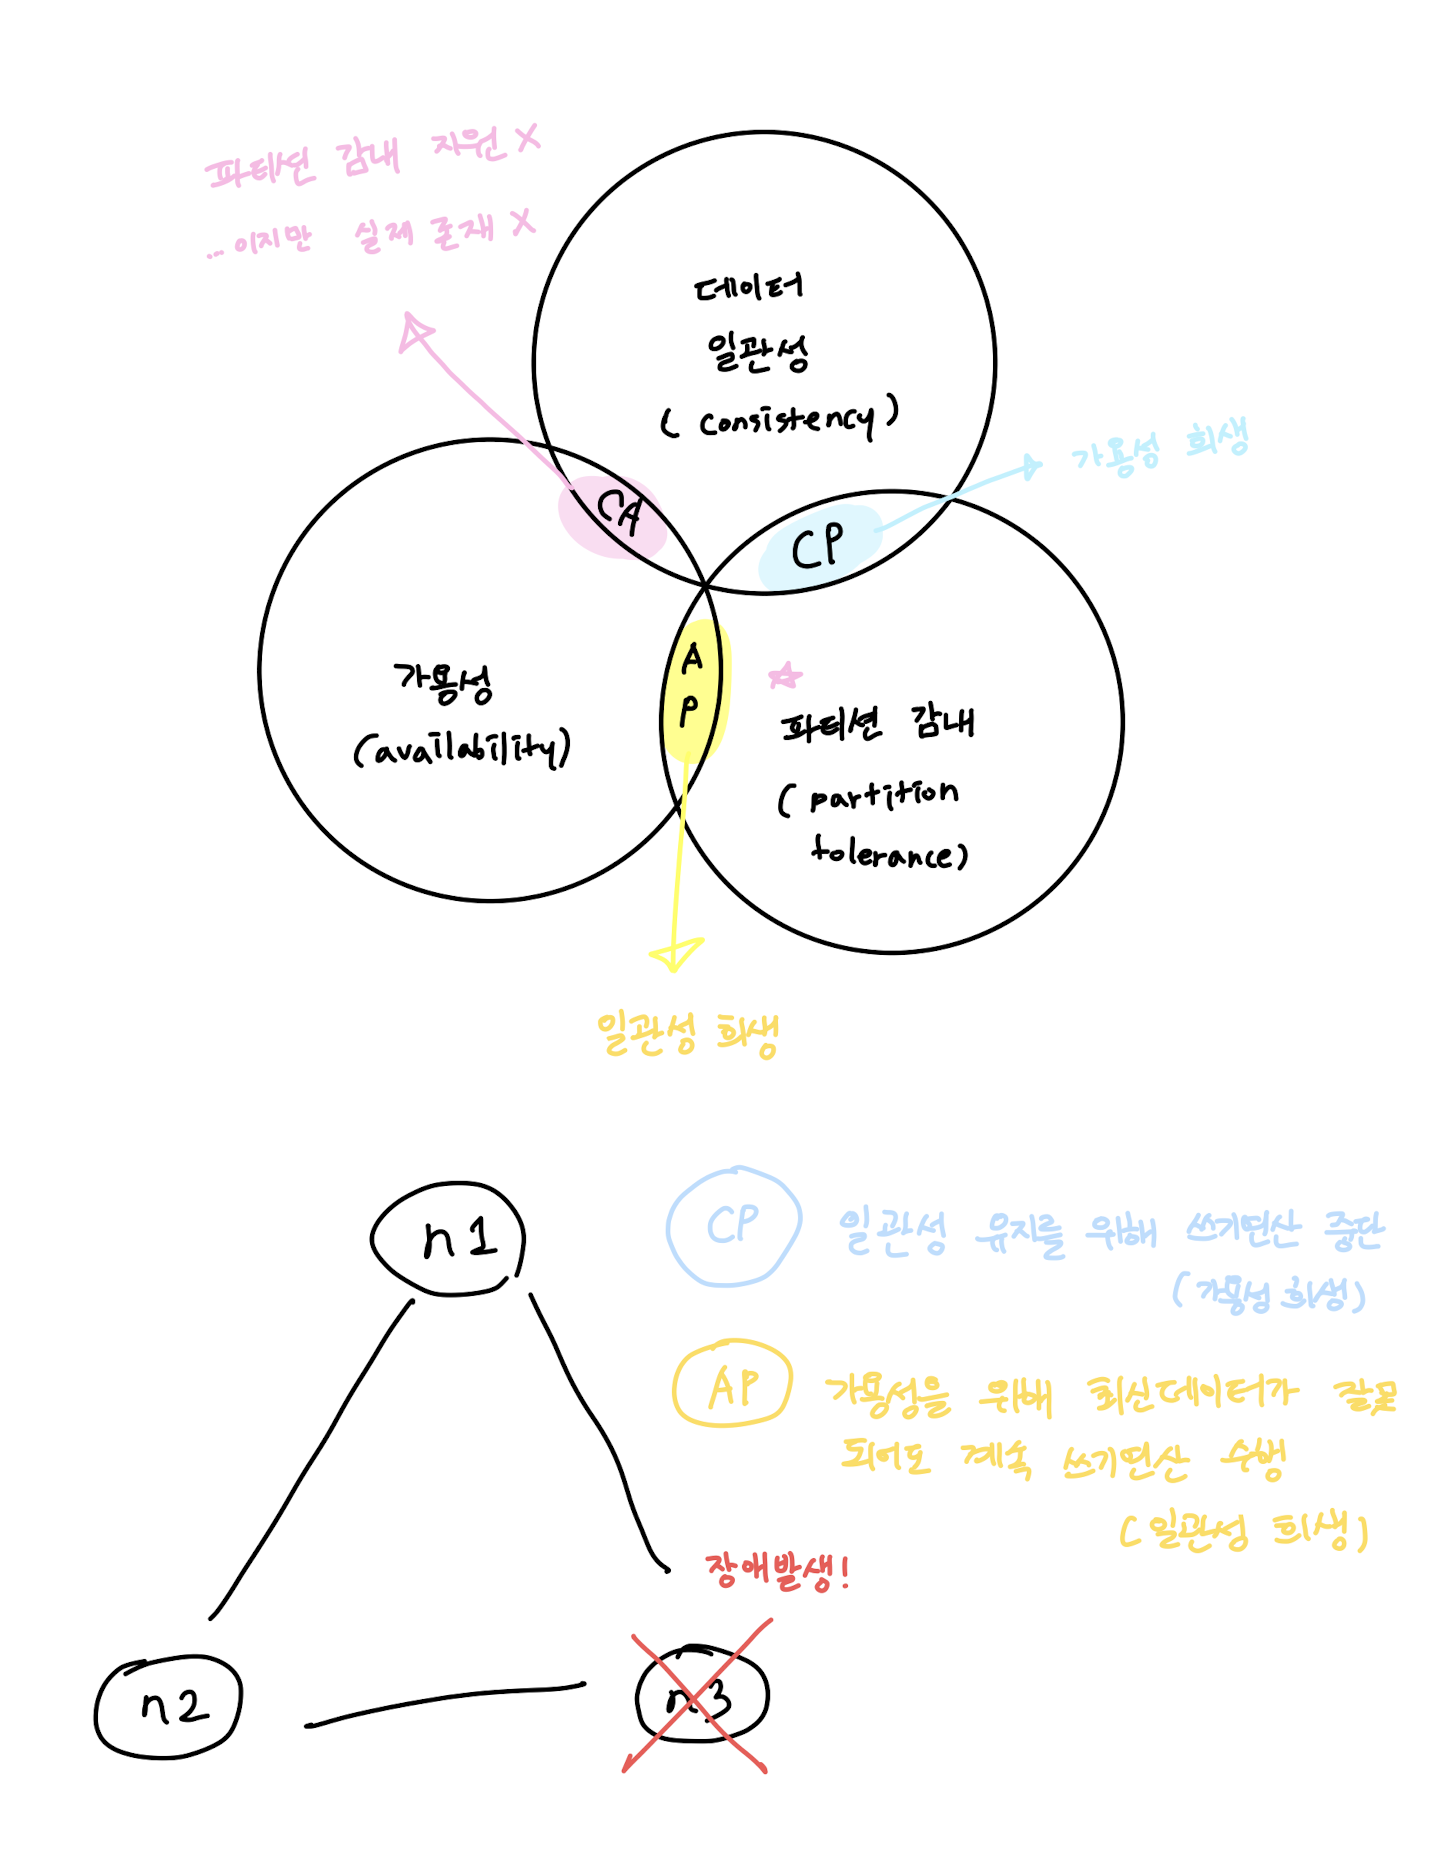 파티션 감내 지원 X
...이지만 실제 존재 X
데이터
일관성
(consistency)
가용성 희생
CA
CP
가용성
(availability)
A
P
파티션 감내
(partition
tolerance)
일관성 희생
n1
CP
일관성 유지를 위해 쓰기연산 중단
(가용성 희생)
AP
가용성을 위해 최신데이터가 잘못
되어도 계속 쓰기연산 수행
(일관성 희생)
장애발생!
n2
n3